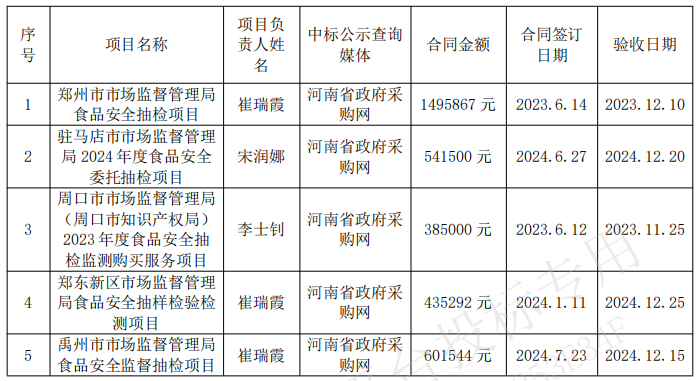 序号 项目名称 项目负责人姓名 中标公示查询媒体 合同金额 合同签订日期 验收日期
1 郑州市市场监督管理局食品安全抽检项目 崔瑞霞 河南省政府采购网 1495867 元 2023.6.14 2023.12.10
2 驻马店市市场监督管理局 2024 年度食品安全委托抽检项目 宋润娜 河南省政府采购网 541500 元 2024.6.27 2024.12.20
3 周口市市场监督管理局（周口市知识产权局）2023 年度食品安全抽检监测购买服务项目 李士钊 河南省政府采购网 385000 元 2023.6.12 2023.11.25
4 郑东新区市场监督管理局食品安全抽样检验检测项目 崔瑞霞 河南省政府采购网 435292 元 2024.1.11 2024.12.25
5 禹州市市场监督管理局食品安全监督抽检项目 崔瑞霞 河南省政府采购网 601544 元 2024.7.23 2024.12.15
台投标专用